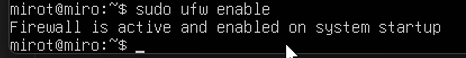 mirot@miro:~$ sudo ufw enable
Firewall is active and enabled on system startup
mirot@miro:~$ _